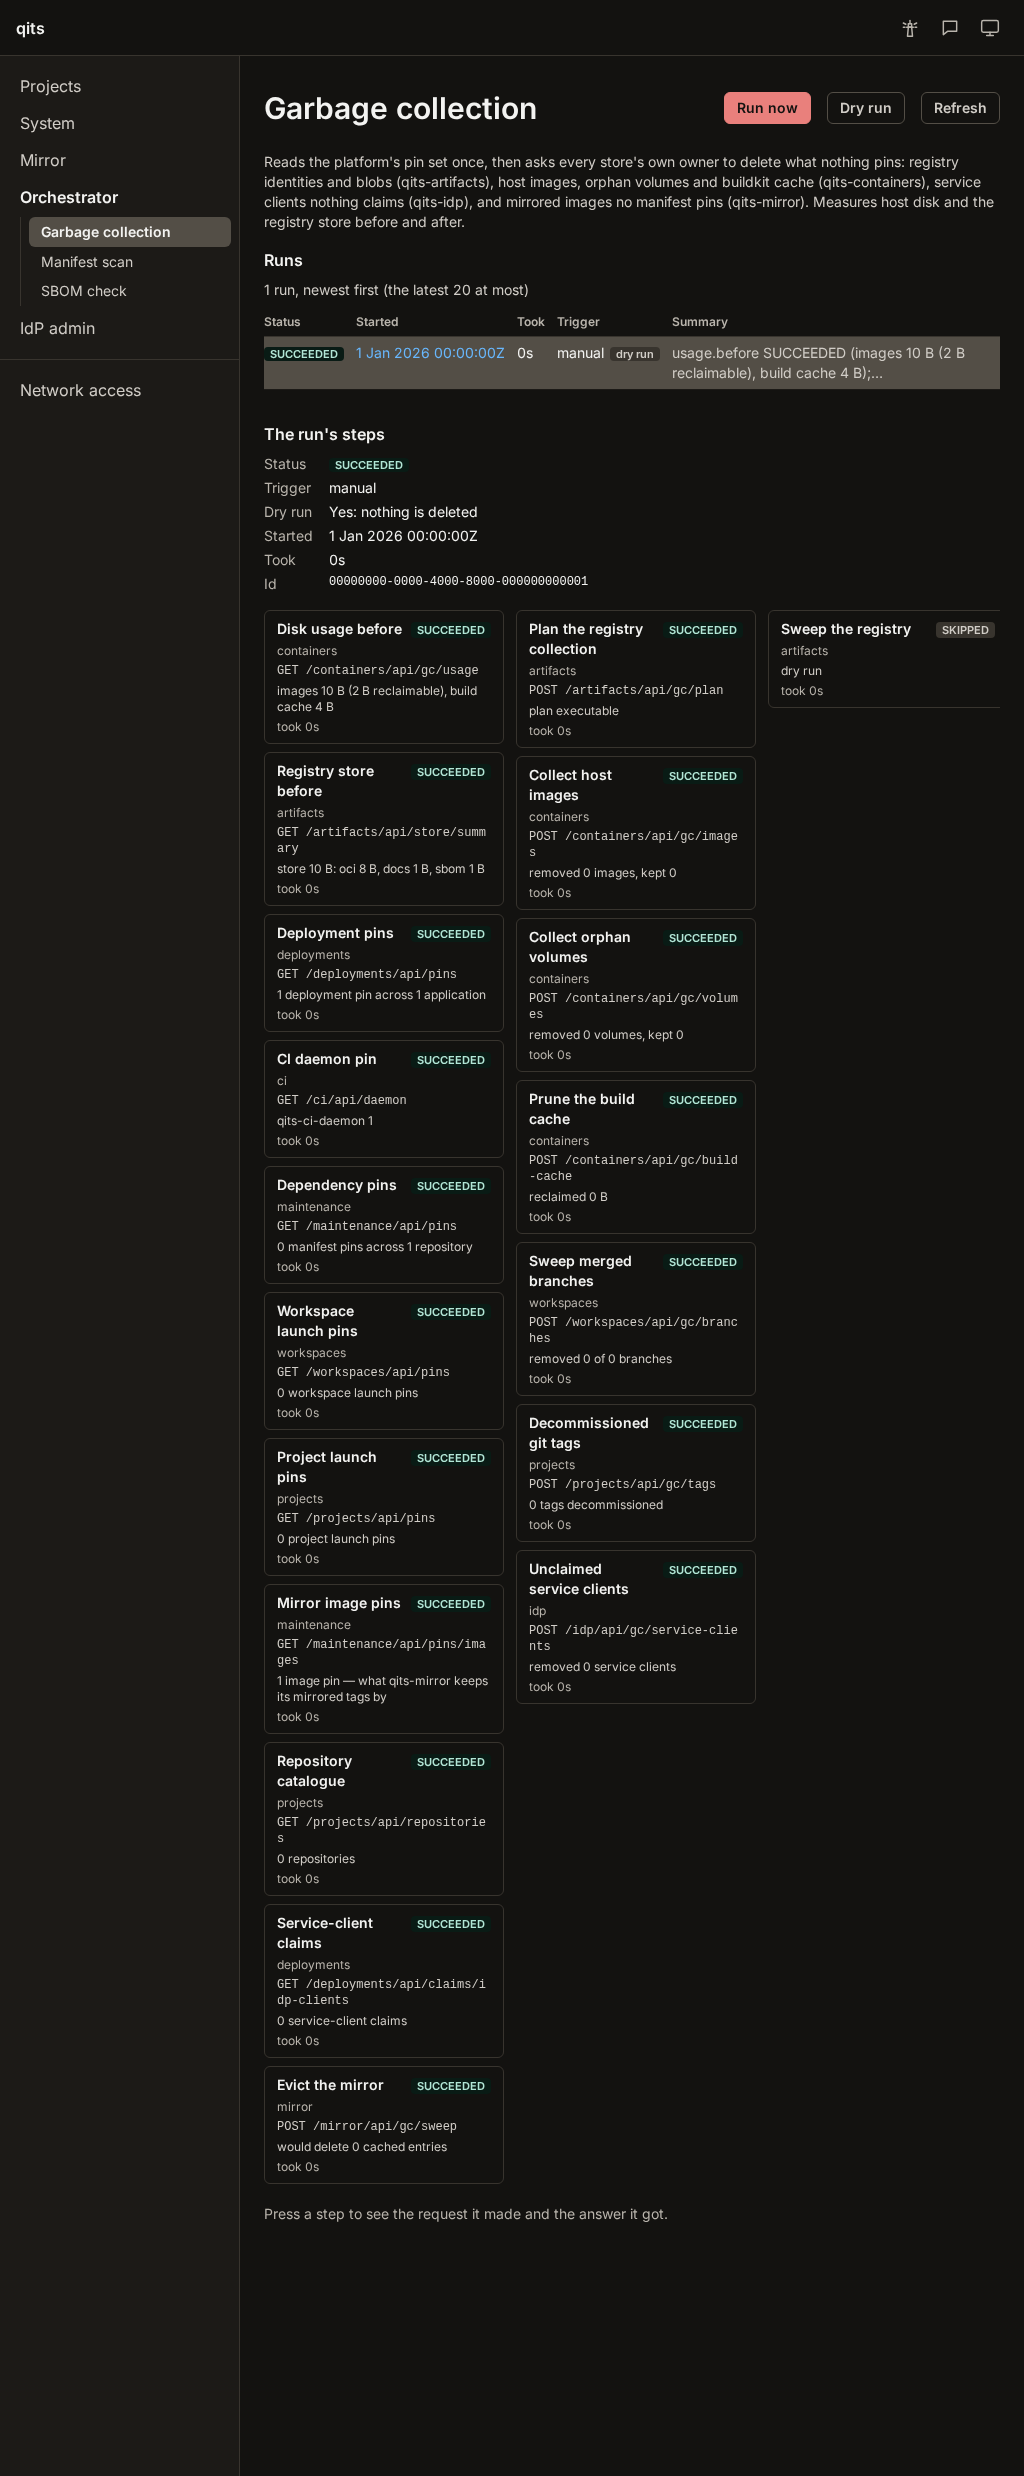 qits
Projects
System
Mirror
Orchestrator
Garbage collection
Manifest scan
SBOM check
IdP admin
Network access
Garbage collection
Run now
Dry run
Refresh
Reads the platform's pin set once, then asks every store's own owner to delete what nothing pins: registry
identities and blobs (qits-artifacts), host images, orphan volumes and buildkit cache (qits-containers), service
clients nothing claims (qits-idp), and mirrored images no manifest pins (qits-mirror). Measures host disk and the
registry store before and after.
Runs
1 run, newest first (the latest 20 at most)
Status Started Took Trigger Summary
SUCCEEDED 1 Jan 2026 00:00:00Z 0s manual dry run usage.before SUCCEEDED (images 10 B (2 B
reclaimable), build cache 4 B);...
The run's steps
Status SUCCEEDED
Trigger manual
Dry run Yes: nothing is deleted
Started 1 Jan 2026 00:00:00Z
Took 0s
Id 00000000-0000-4000-8000-000000000001
Disk usage before SUCCEEDED
containers
GET /containers/api/gc/usage
images 10 B (2 B reclaimable), build
cache 4 B
took 0s
Registry store
before
SUCCEEDED
artifacts
GET /artifacts/api/store/summ
ary
store 10 B: oci 8 B, docs 1 B, sbom 1 B
took 0s
Deployment pins SUCCEEDED
deployments
GET /deployments/api/pins
1 deployment pin across 1 application
took 0s
CI daemon pin SUCCEEDED
ci
GET /ci/api/daemon
qits-ci-daemon 1
took 0s
Dependency pins SUCCEEDED
maintenance
GET /maintenance/api/pins
0 manifest pins across 1 repository
took 0s
Workspace
launch pins
SUCCEEDED
workspaces
GET /workspaces/api/pins
0 workspace launch pins
took 0s
Project launch
pins
SUCCEEDED
projects
GET /projects/api/pins
0 project launch pins
took 0s
Mirror image pins SUCCEEDED
maintenance
GET /maintenance/api/pins/ima
ges
1 image pin — what qits-mirror keeps
its mirrored tags by
took 0s
Repository
catalogue
SUCCEEDED
projects
GET /projects/api/repositorie
s
0 repositories
took 0s
Service-client
claims
SUCCEEDED
deployments
GET /deployments/api/claims/i
dp-clients
0 service-client claims
took 0s
Evict the mirror SUCCEEDED
mirror
POST /mirror/api/gc/sweep
would delete 0 cached entries
took 0s
Plan the registry
collection
SUCCEEDED
artifacts
POST /artifacts/api/gc/plan
plan executable
took 0s
Collect host
images
SUCCEEDED
containers
POST /containers/api/gc/image
s
removed 0 images, kept 0
took 0s
Collect orphan
volumes
SUCCEEDED
containers
POST /containers/api/gc/volum
es
removed 0 volumes, kept 0
took 0s
Prune the build
cache
SUCCEEDED
containers
POST /containers/api/gc/build
-cache
reclaimed 0 B
took 0s
Sweep merged
branches
SUCCEEDED
workspaces
POST /workspaces/api/gc/branc
hes
removed 0 of 0 branches
took 0s
Decommissioned
git tags
SUCCEEDED
projects
POST /projects/api/gc/tags
0 tags decommissioned
took 0s
Unclaimed
service clients
SUCCEEDED
idp
POST /idp/api/gc/service-clie
nts
removed 0 service clients
took 0s
Sweep the registry SKIPPED
artifacts
dry run
took 0s
Press a step to see the request it made and the answer it got.